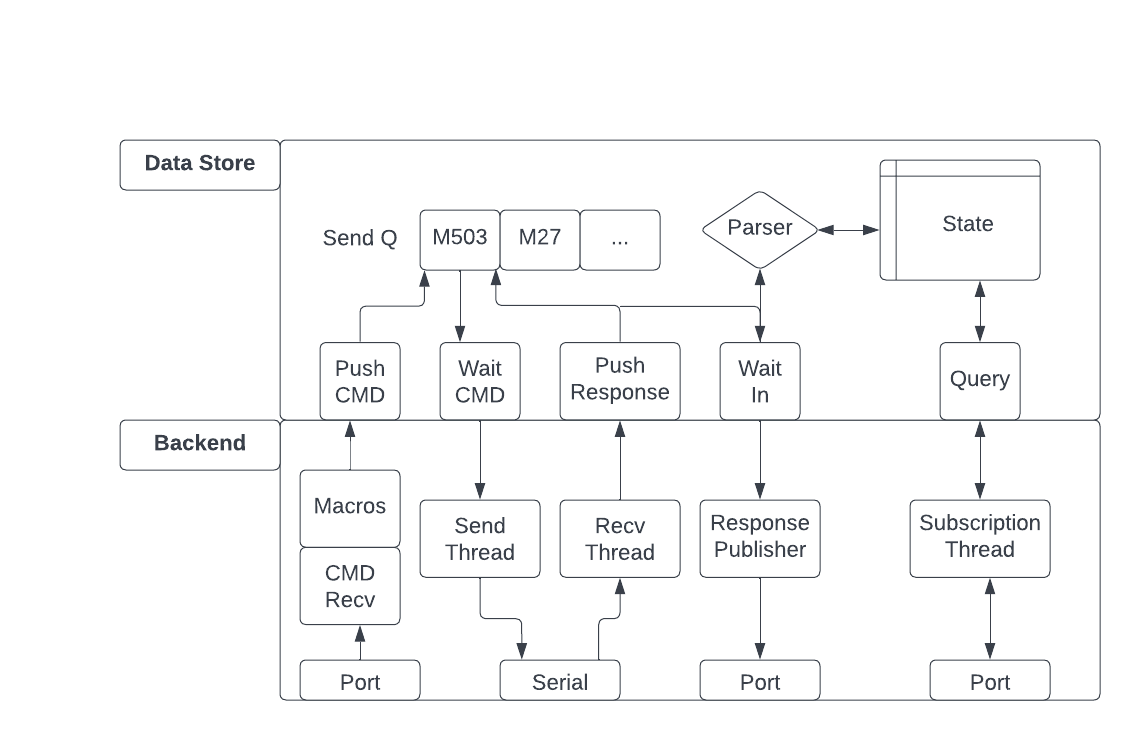 Data Store
Send Q
M503
M27
...
Parser
State
Push
CMD
Wait
CMD
Push
Response
Wait
In
Query
Backend
Macros
CMD
Recv
Send
Thread
Recv
Thread
Response
Publisher
Subscription
Thread
Port
Serial
Port
Port